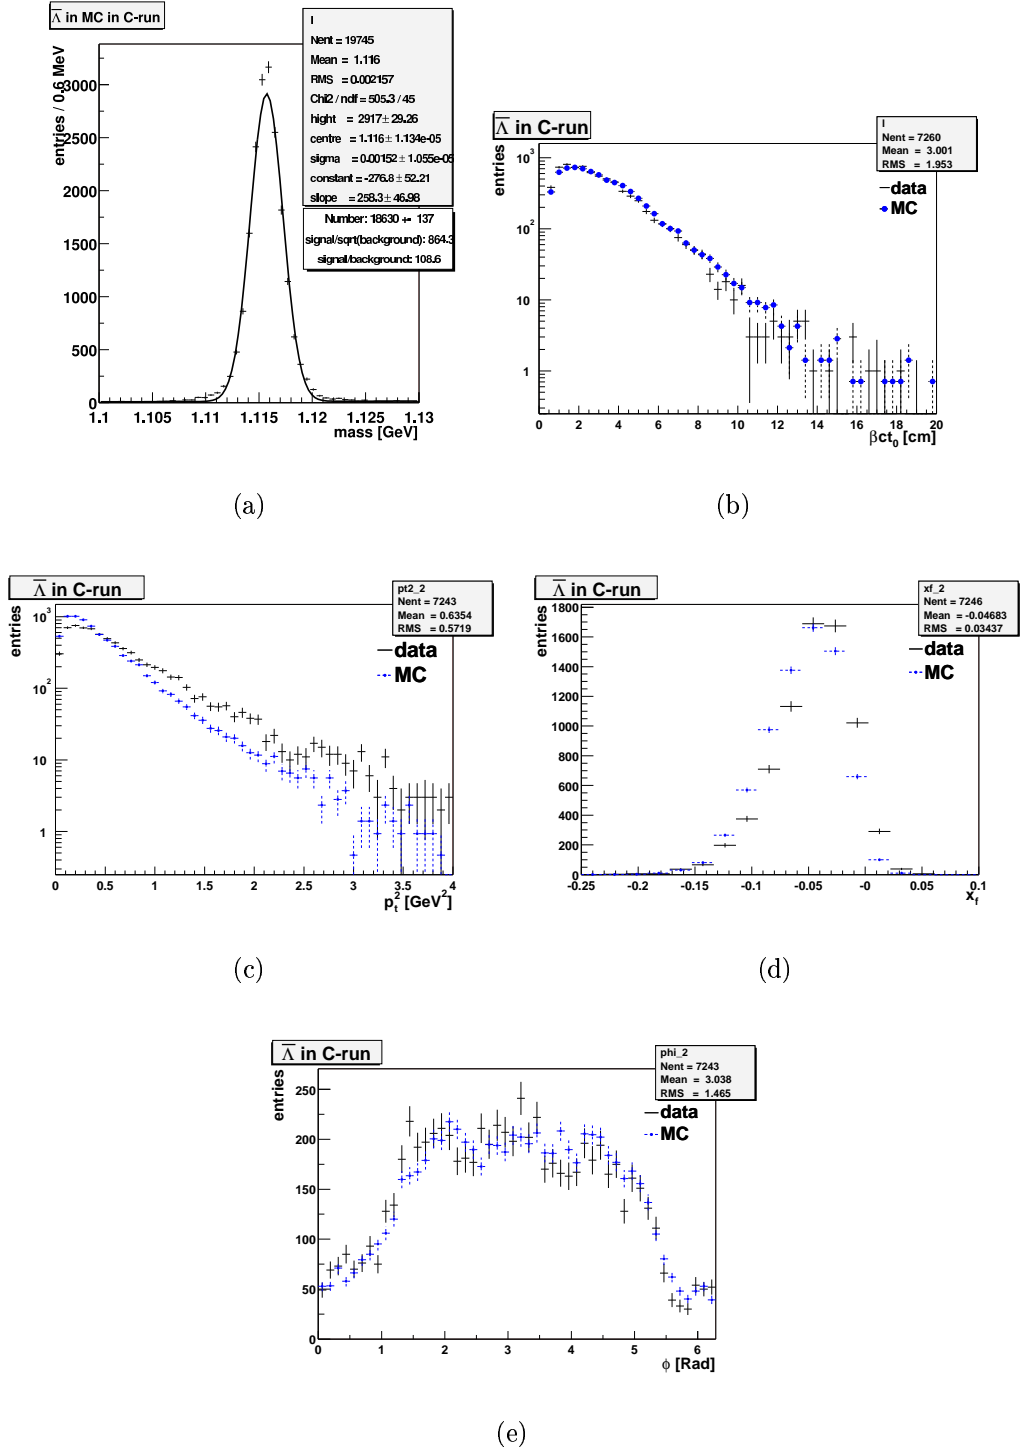 Λ̅ in MC in C-run
l
Nent = 19745
Mean = 1.116
RMS = 0.002157
Chi2 / ndf = 505.3 / 45
hight = 2917 ± 29.26
centre = 1.116 ± 1.134e-05
sigma = 0.00152 ± 1.055e-05
constant = -276.8 ± 52.21
slope = 258.3 ± 46.98
Number: 18630 +- 137
signal/sqrt(background): 864.3
signal/background: 108.6
entries / 0.6 MeV
3000
2500
2000
1500
1000
500
0
1.1 1.105 1.11 1.115 1.12 1.125 1.13
mass [GeV]
(a)
Λ̅ in C-run
l
Nent = 7260
Mean = 3.001
RMS = 1.953
data
MC
entries
10³
10²
10
1
0 2 4 6 8 10 12 14 16 18 20
βct₀ [cm]
(b)
Λ̅ in C-run
pt2_2
Nent = 7243
Mean = 0.6354
RMS = 0.5719
data
MC
entries
10³
10²
10
1
0 0.5 1 1.5 2 2.5 3 3.5 4
p_t² [GeV²]
(c)
Λ̅ in C-run
xf_2
Nent = 7246
Mean = -0.04683
RMS = 0.03437
data
MC
entries
1800
1600
1400
1200
1000
800
600
400
200
0
-0.25 -0.2 -0.15 -0.1 -0.05 -0 0.05 0.1
x_f
(d)
Λ̅ in C-run
phi_2
Nent = 7243
Mean = 3.038
RMS = 1.465
data
MC
entries
250
200
150
100
50
0
0 1 2 3 4 5 6
ϕ [Rad]
(e)